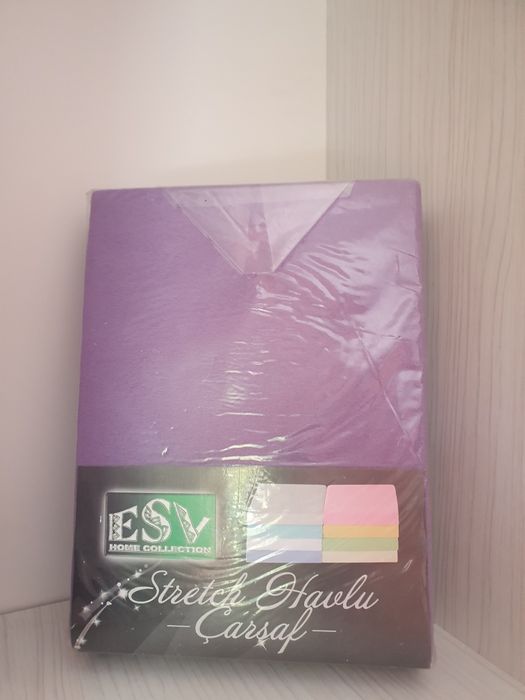 ESV
HOME COLLECTION
Stretch Havlu
– Çarşaf –